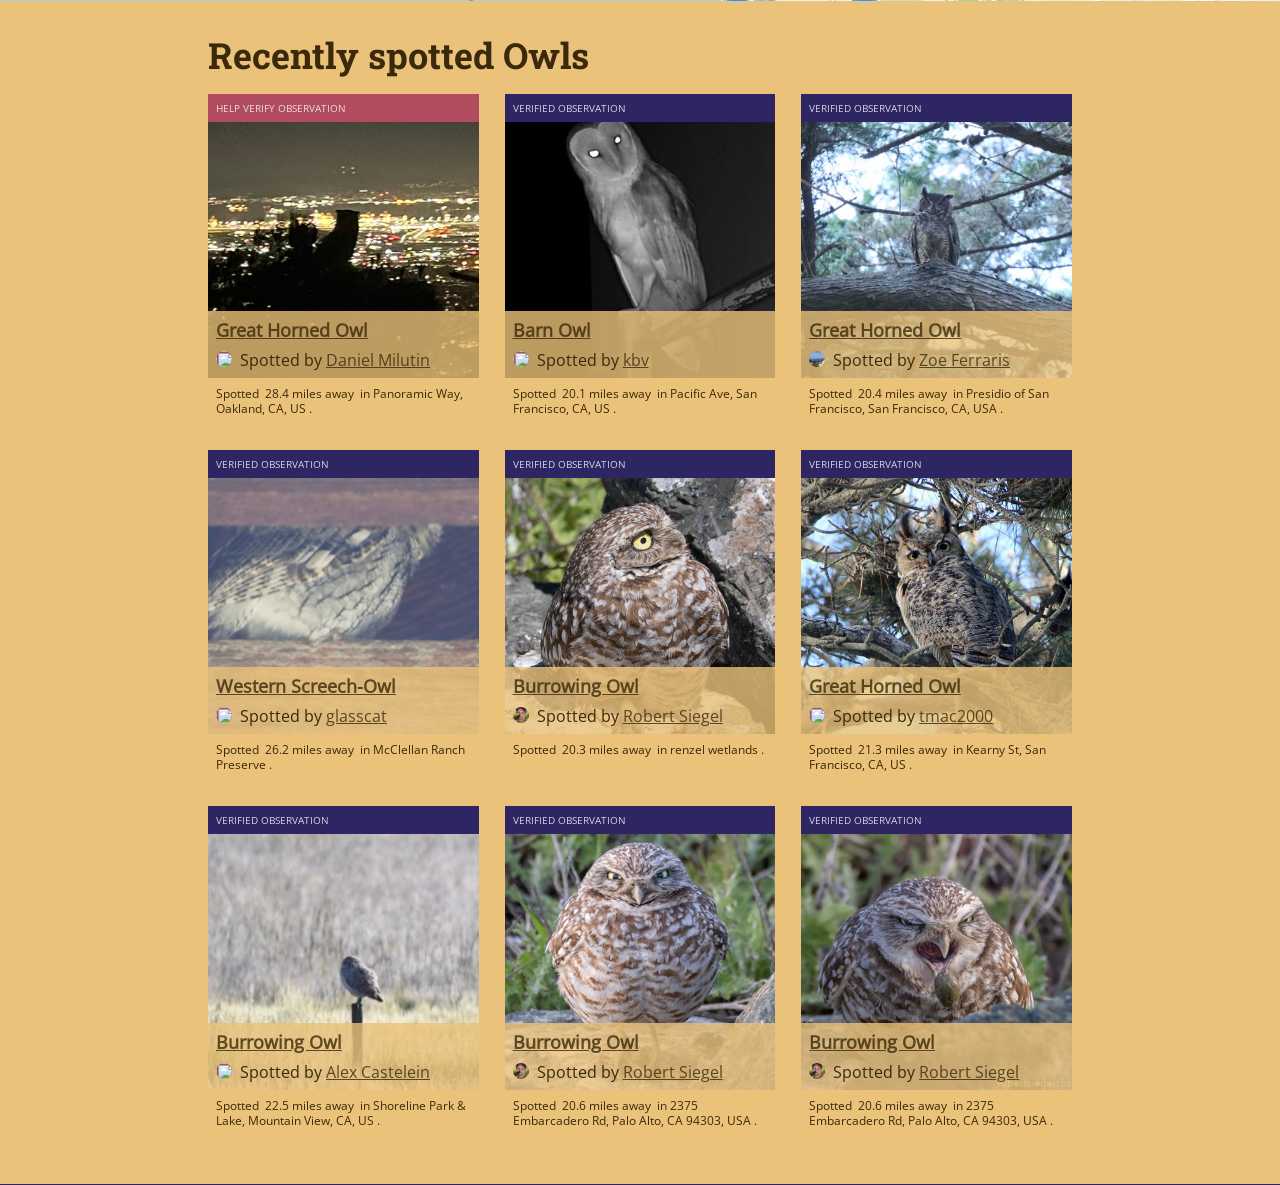 Recently spotted Owls
HELP VERIFY OBSERVATION
Great Horned Owl
Spotted by Daniel Milutin
Spotted 28.4 miles away in Panoramic Way,
Oakland, CA, US .
VERIFIED OBSERVATION
Barn Owl
Spotted by kbv
Spotted 20.1 miles away in Pacific Ave, San
Francisco, CA, US .
VERIFIED OBSERVATION
Great Horned Owl
Spotted by Zoe Ferraris
Spotted 20.4 miles away in Presidio of San
Francisco, San Francisco, CA, USA .
VERIFIED OBSERVATION
Western Screech-Owl
Spotted by glasscat
Spotted 26.2 miles away in McClellan Ranch
Preserve .
VERIFIED OBSERVATION
Burrowing Owl
Spotted by Robert Siegel
Spotted 20.3 miles away in renzel wetlands .
VERIFIED OBSERVATION
Great Horned Owl
Spotted by tmac2000
Spotted 21.3 miles away in Kearny St, San
Francisco, CA, US .
VERIFIED OBSERVATION
Burrowing Owl
Spotted by Alex Castelein
Spotted 22.5 miles away in Shoreline Park &
Lake, Mountain View, CA, US .
VERIFIED OBSERVATION
Burrowing Owl
Spotted by Robert Siegel
Spotted 20.6 miles away in 2375
Embarcadero Rd, Palo Alto, CA 94303, USA .
VERIFIED OBSERVATION
Burrowing Owl
Spotted by Robert Siegel
Spotted 20.6 miles away in 2375
Embarcadero Rd, Palo Alto, CA 94303, USA .